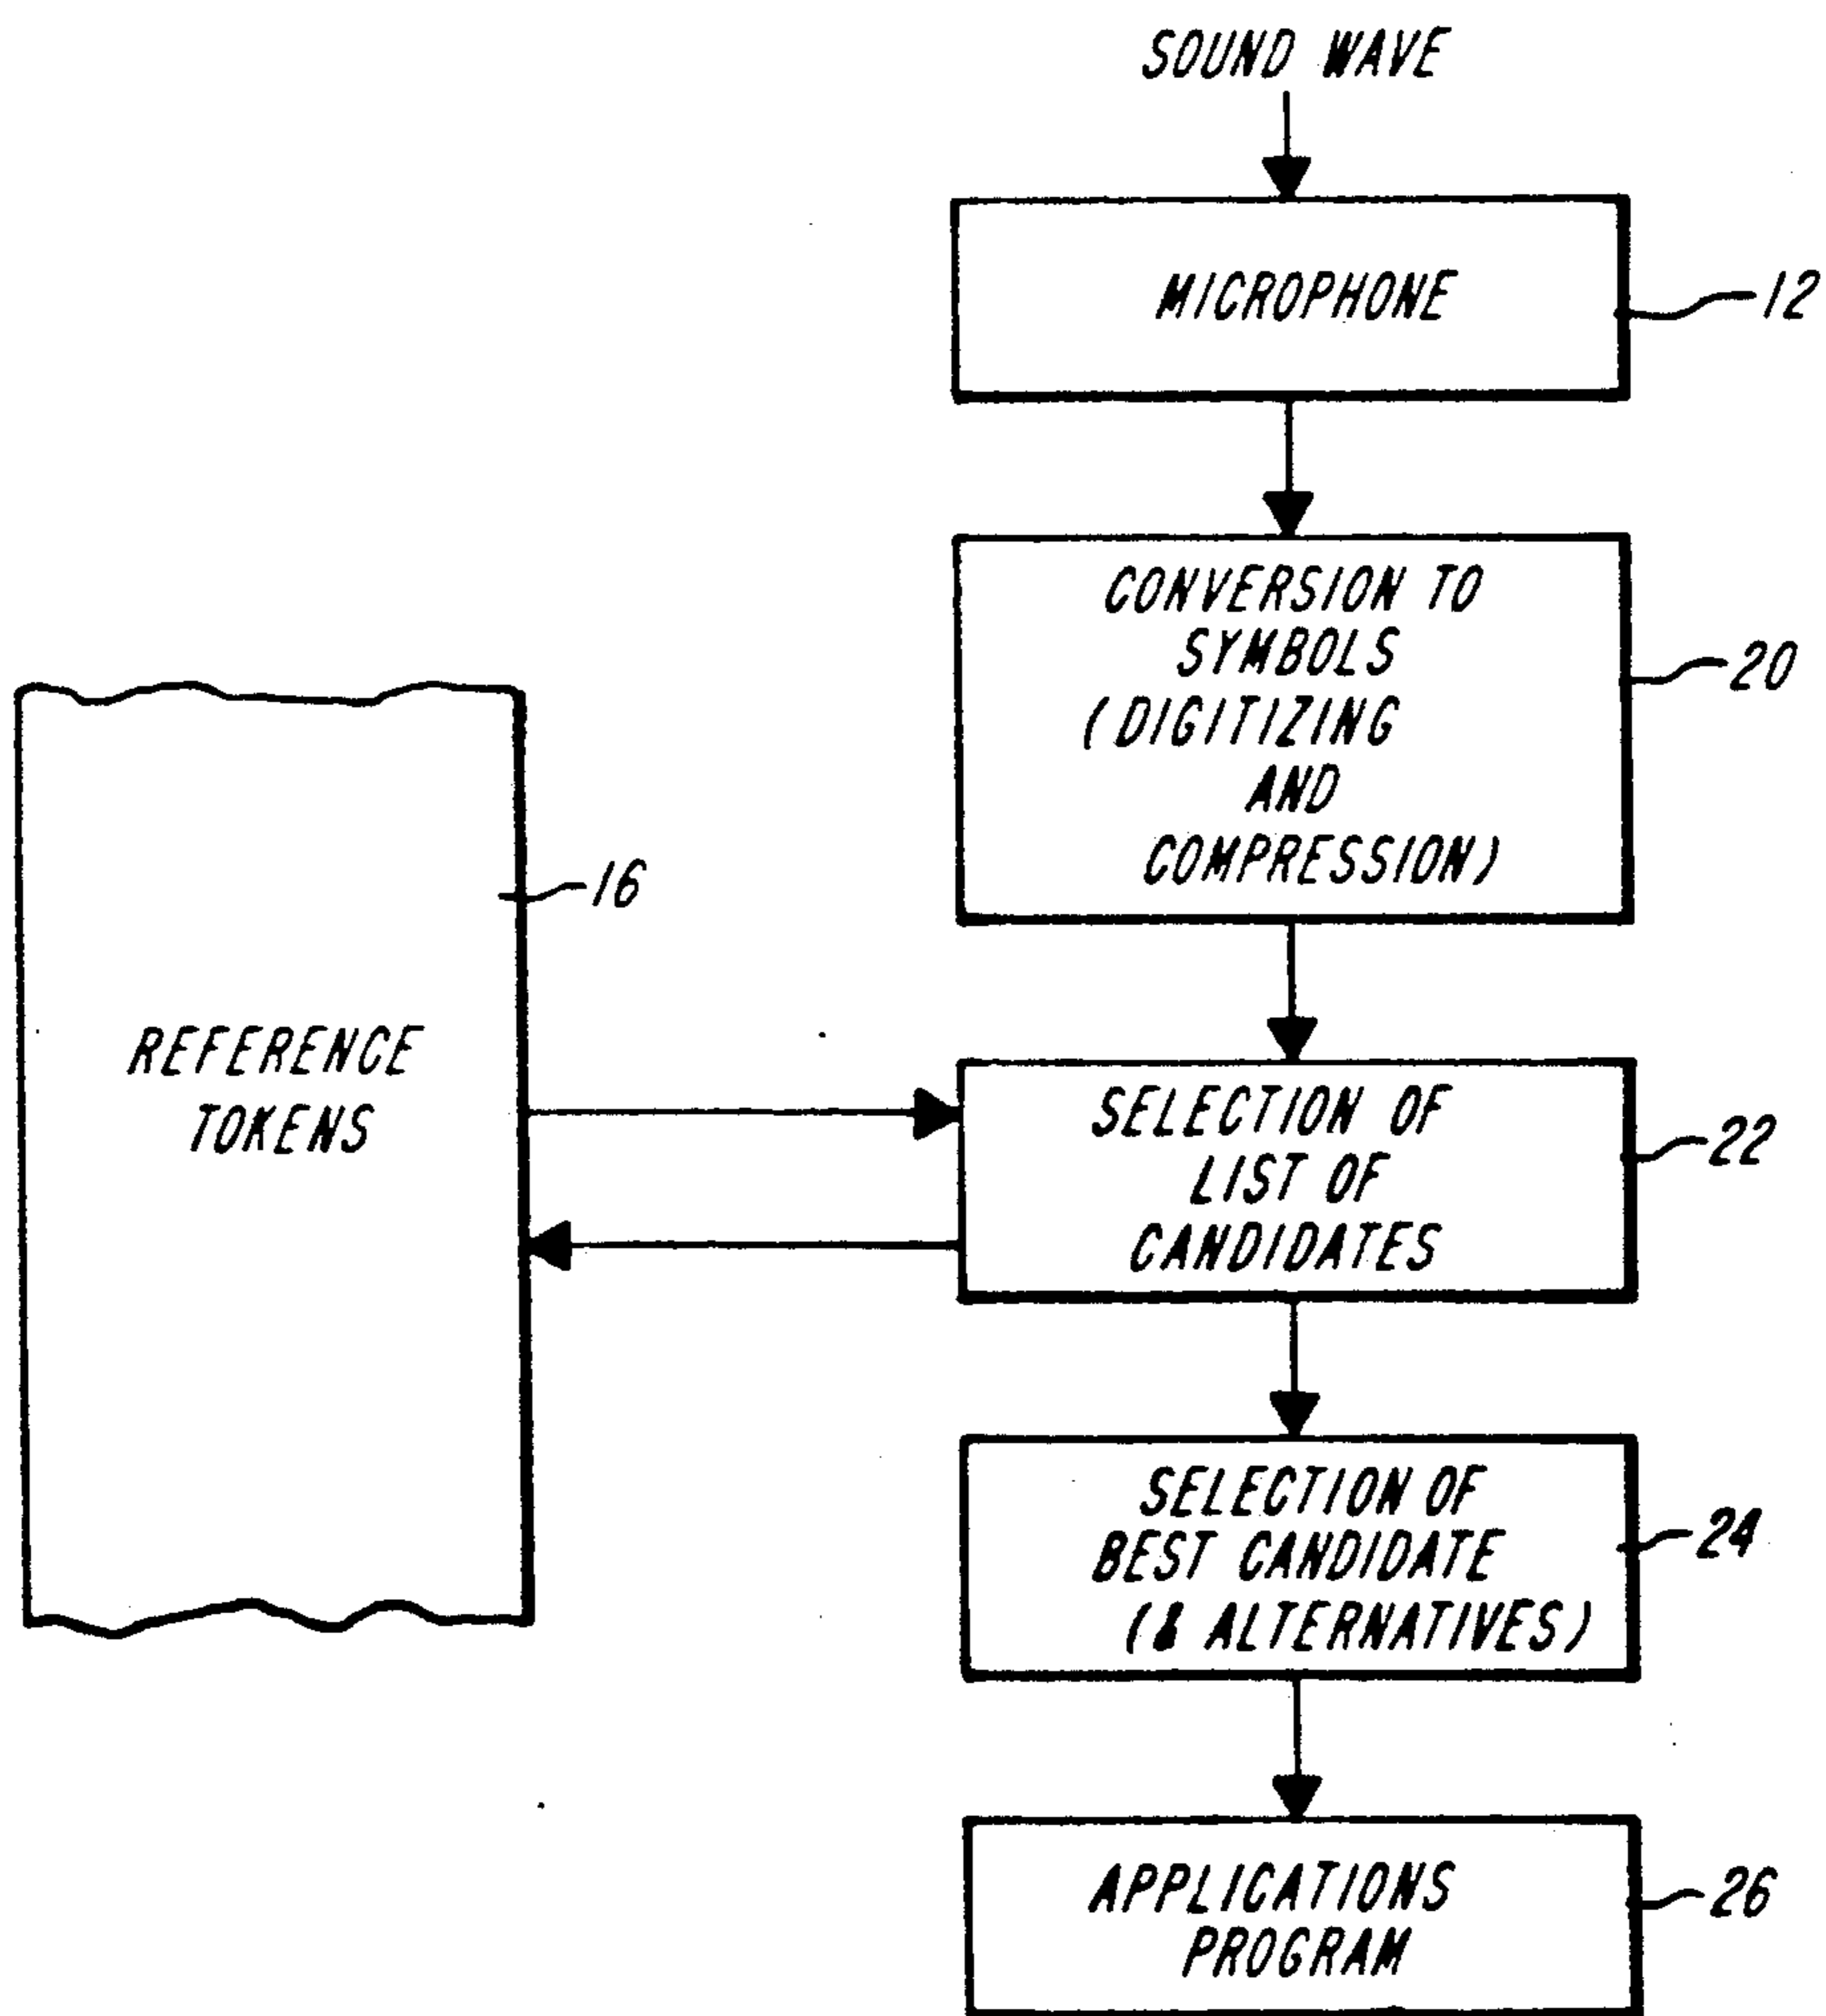 SOUND WAVE
MICROPHONE
12
CONVERSION TO
SYMBOLS
(DIGITIZING
AND
COMPRESSION)
20
16
REFERENCE
TOKENS
SELECTION OF
LIST OF
CANDIDATES
22
SELECTION OF
BEST CANDIDATE
(& ALTERNATIVES)
24
APPLICATIONS
PROGRAM
26